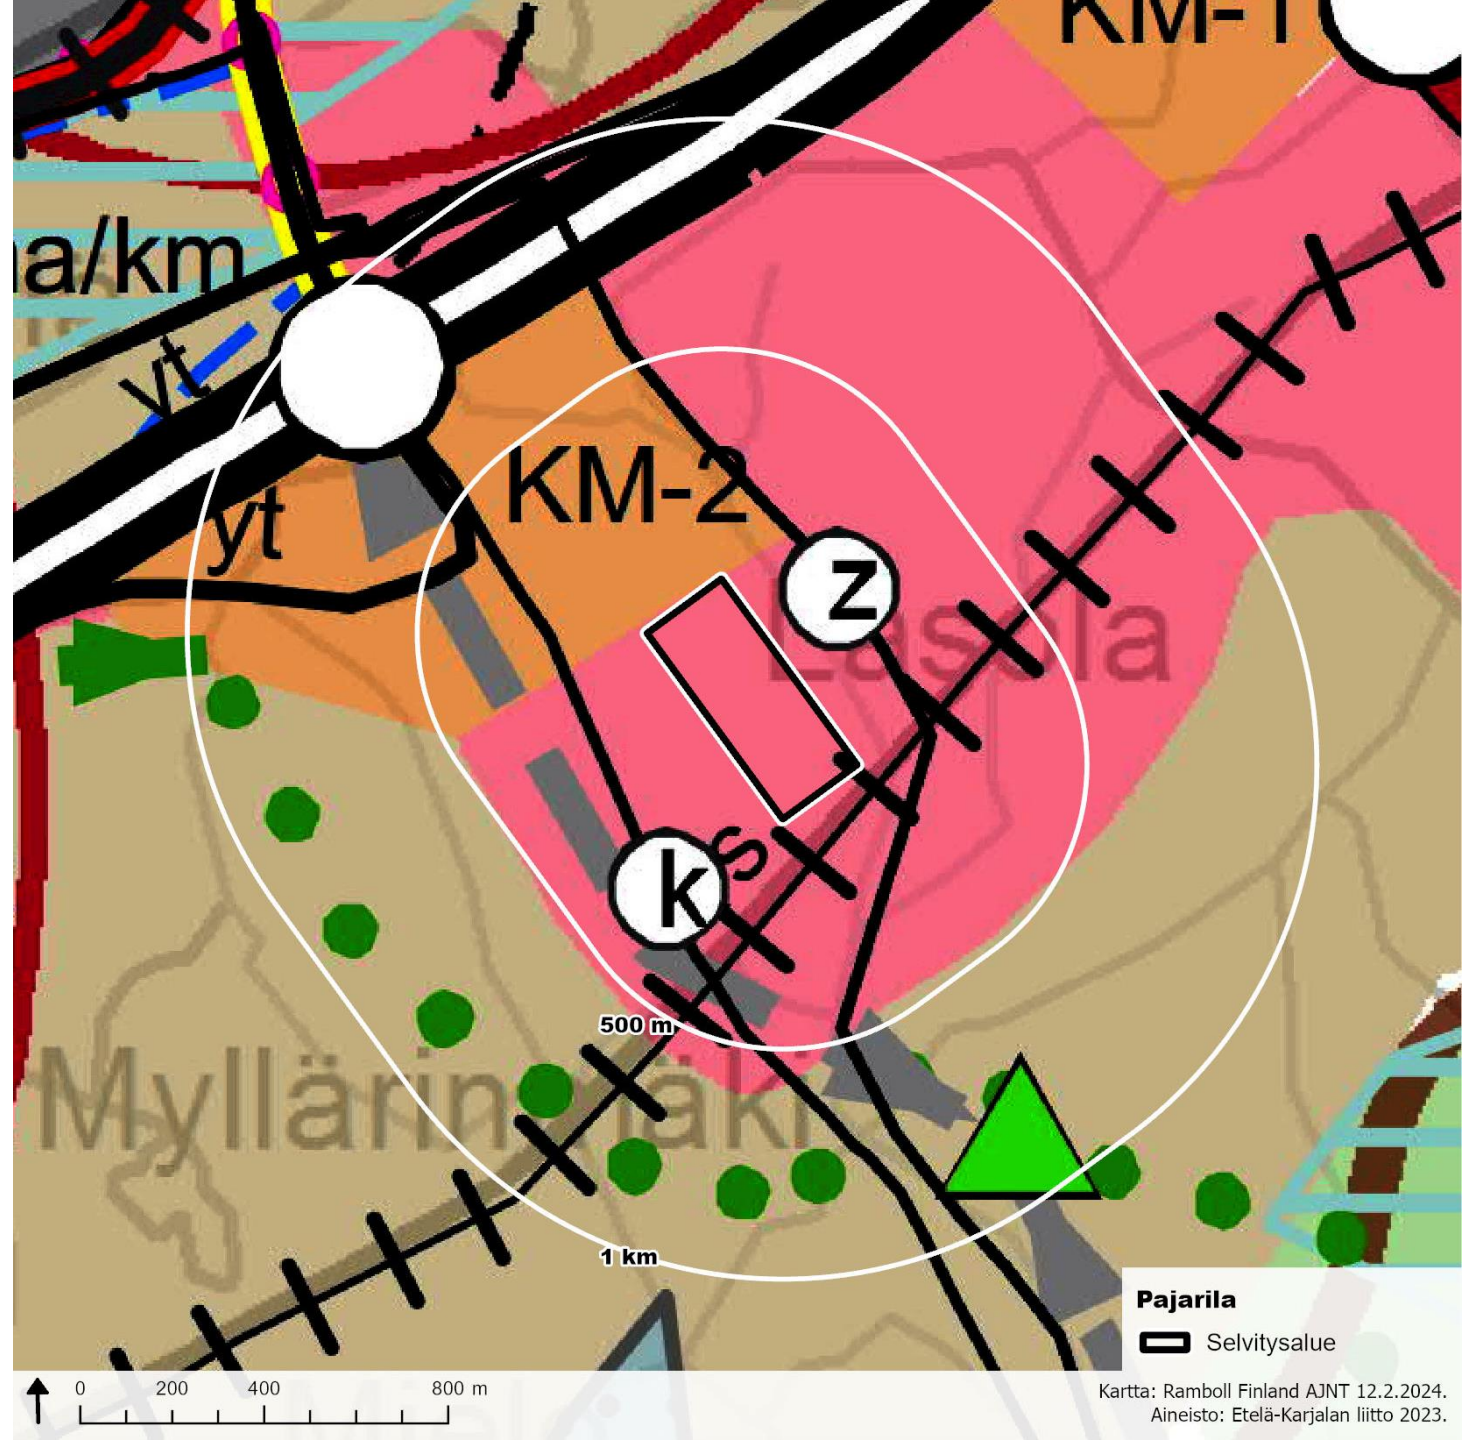 KM-1
a/km
vt
KM-2
yt
z
Lasola
k
s
500 m
Myllärinmäki
1 km
Pajarila
Selvitysalue
0 200 400 800 m
Kartta: Ramboll Finland AJNT 12.2.2024.
Aineisto: Etelä-Karjalan liitto 2023.